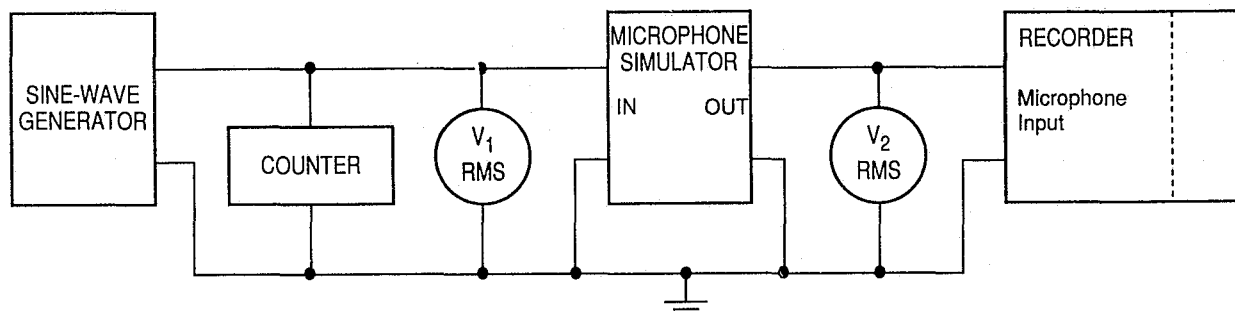 SINE-WAVE
GENERATOR
COUNTER
V1
RMS
MICROPHONE
SIMULATOR
IN OUT
V2
RMS
RECORDER
Microphone
Input